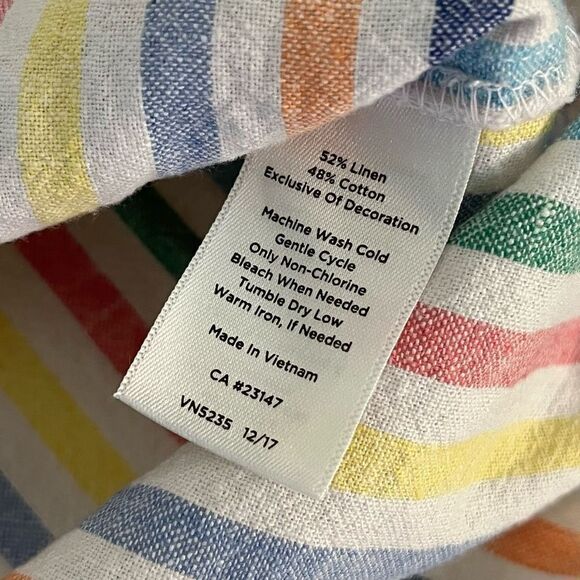 52% Linen
48% Cotton
Exclusive Of Decoration
Machine Wash Cold
Gentle Cycle
Only Non-Chlorine
Bleach When Needed
Tumble Dry Low
Warm Iron, If Needed
Made In Vietnam
CA #23147
VN5235 12/17